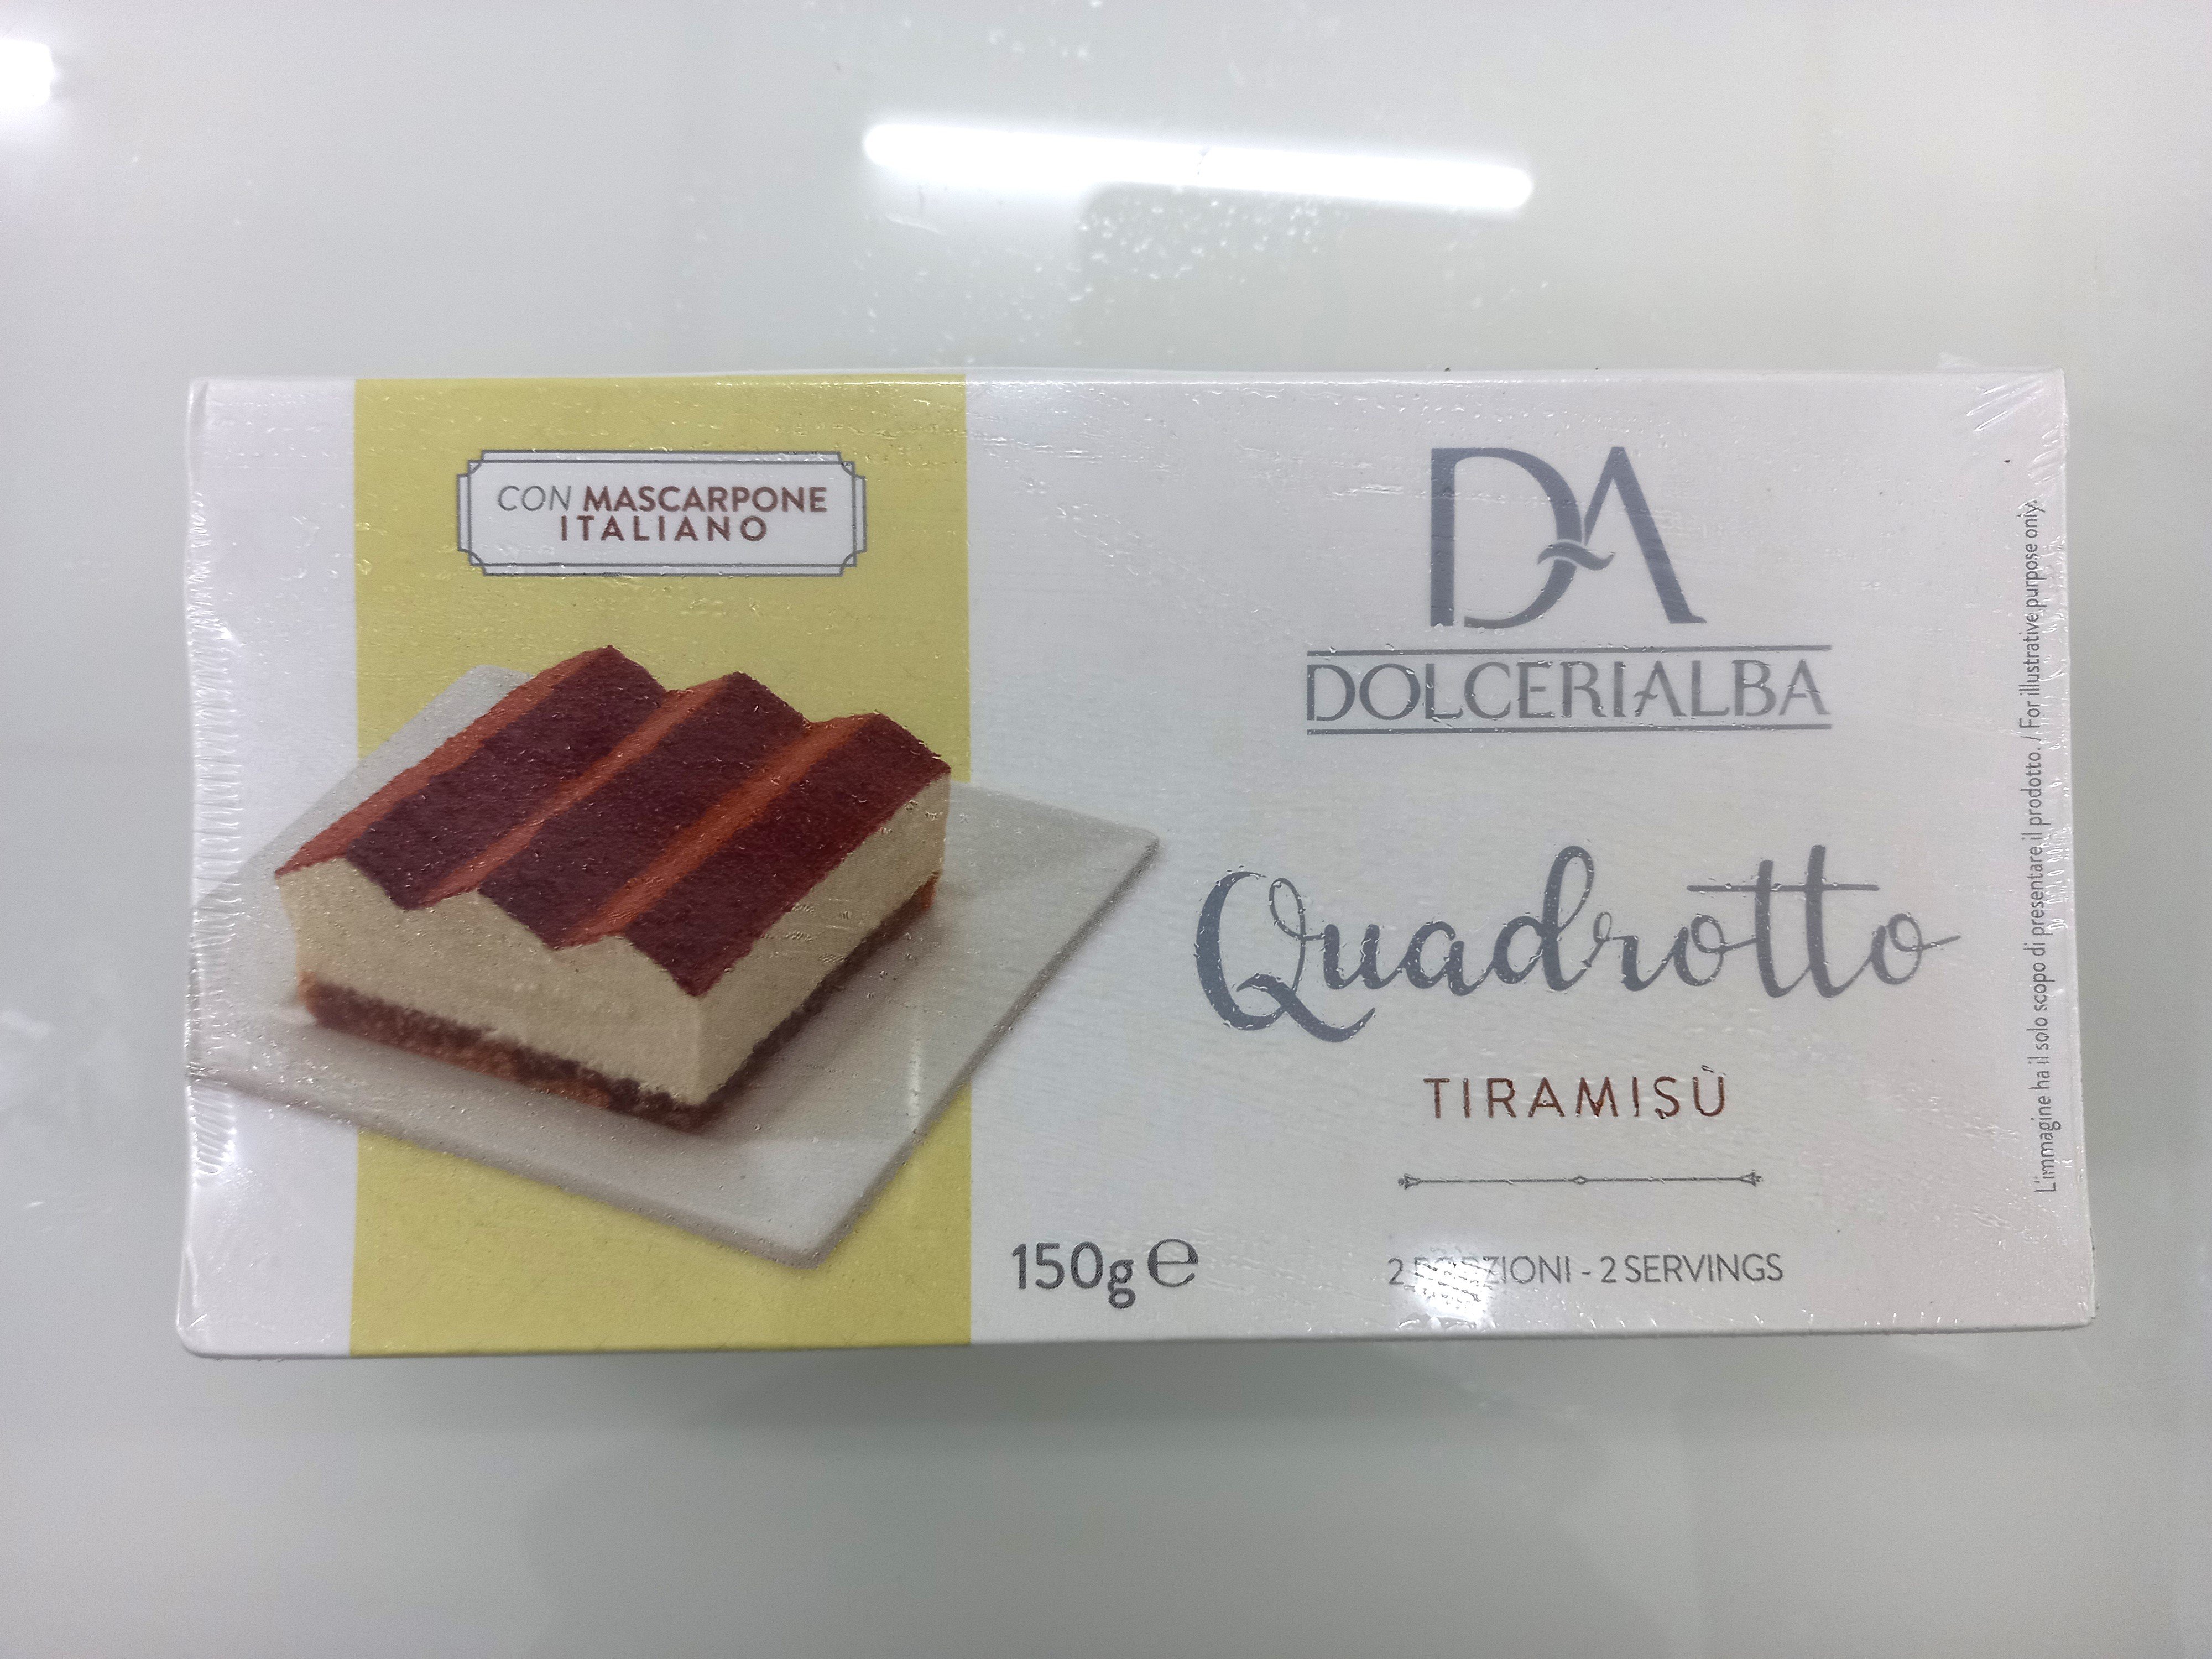 CON MASCARPONE
ITALIANO
DA
DOLCERIALBA
Quadrotto
TIRAMISÙ
150g ℮
2 PORZIONI - 2 SERVINGS
L'immagine ha il solo scopo di presentare il prodotto. / For illustrative purpose only.